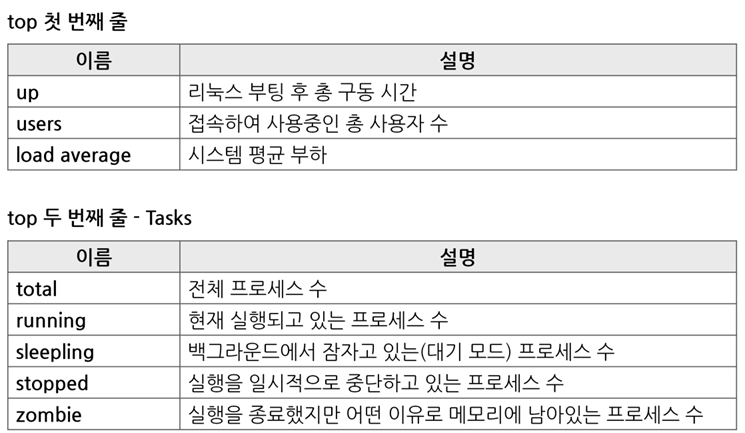 top 첫 번째 줄
이름 설명
up 리눅스 부팅 후 총 구동 시간
users 접속하여 사용중인 총 사용자 수
load average 시스템 평균 부하
top 두 번째 줄 - Tasks
이름 설명
total 전체 프로세스 수
running 현재 실행되고 있는 프로세스 수
sleepling 백그라운드에서 잠자고 있는(대기 모드) 프로세스 수
stopped 실행을 일시적으로 중단하고 있는 프로세스 수
zombie 실행을 종료했지만 어떤 이유로 메모리에 남아있는 프로세스 수